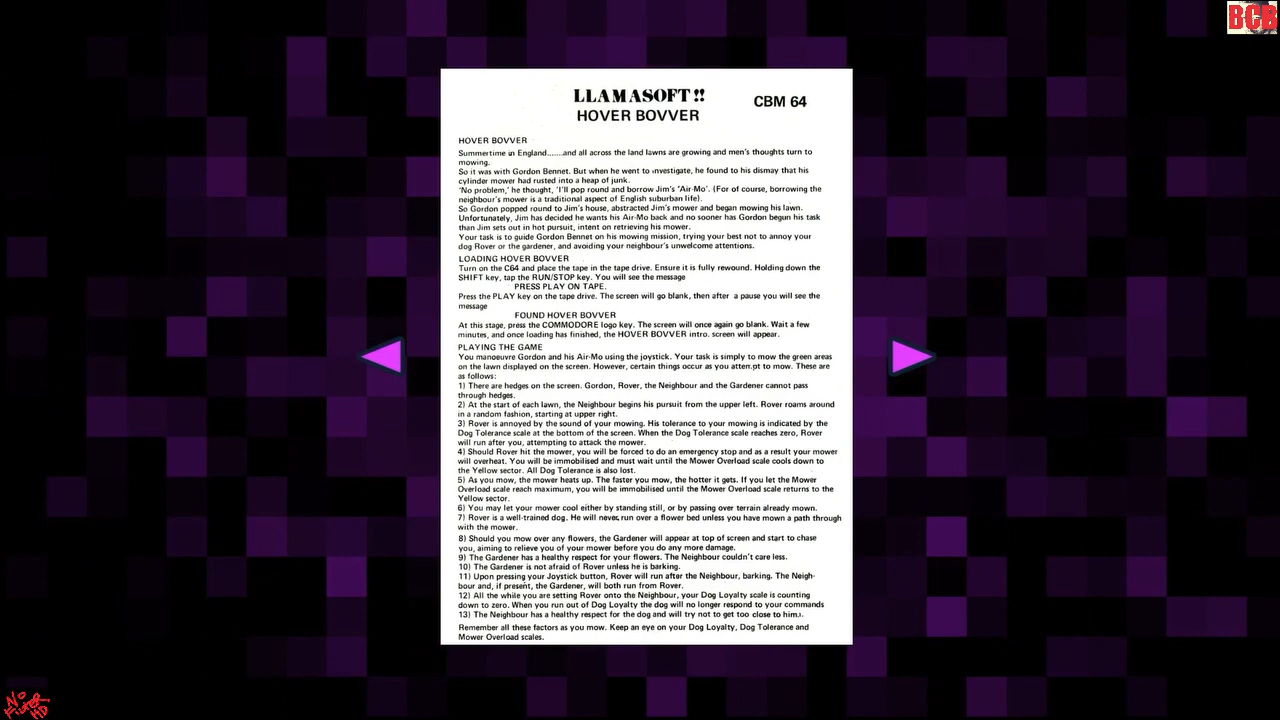 BCB
LLAMASOFT !!
CBM 64
HOVER BOVVER
HOVER BOVVER
Summertime in England.......and all across the land lawns are growing and men's thoughts turn to
mowing.
So it was with Gordon Bennet. But when he went to investigate, he found to his dismay that his
cylinder mower had rusted into a heap of junk.
'No problem,' he thought, 'I'll pop round and borrow Jim's 'Air-Mo'. (For of course, borrowing the
neighbour's mower is a traditional aspect of English suburban life).
So Gordon popped round to Jim's house, abstracted Jim's mower and began mowing his lawn.
Unfortunately, Jim has decided he wants his Air-Mo back and no sooner has Gordon begun his task
than Jim sets out in hot pursuit, intent on retrieving his mower.
Your task is to guide Gordon Bennet on his mowing mission, trying your best not to annoy your
dog Rover or the gardener, and avoiding your neighbour's unwelcome attentions.
LOADING HOVER BOVVER
Turn on the C64 and place the tape in the tape drive. Ensure it is fully rewound. Holding down the
SHIFT key, tap the RUN/STOP key. You will see the message
PRESS PLAY ON TAPE.
Press the PLAY key on the tape drive. The screen will go blank, then after a pause you will see the
message
FOUND HOVER BOVVER
At this stage, press the COMMODORE logo key. The screen will once again go blank. Wait a few
minutes, and once loading has finished, the HOVER BOVVER intro. screen will appear.
PLAYING THE GAME
You manoeuvre Gordon and his Air-Mo using the joystick. Your task is simply to mow the green areas
on the lawn displayed on the screen. However, certain things occur as you attempt to mow. These are
as follows:
1) There are hedges on the screen. Gordon, Rover, the Neighbour and the Gardener cannot pass
through hedges.
2) At the start of each lawn, the Neighbour begins his pursuit from the upper left. Rover roams around
in a random fashion, starting at upper right.
3) Rover is annoyed by the sound of your mowing. His tolerance to your mowing is indicated by the
Dog Tolerance scale at the bottom of the screen. When the Dog Tolerance scale reaches zero, Rover
will run after you, attempting to attack the mower.
4) Should Rover hit the mower, you will be forced to do an emergency stop and as a result your mower
will overheat. You will be immobilised and must wait until the Mower Overload scale cools down to
the Yellow sector. All Dog Tolerance is also lost.
5) As you mow, the mower heats up. The faster you mow, the hotter it gets. If you let the Mower
Overload scale reach maximum, you will be immobilised until the Mower Overload scale returns to the
Yellow sector.
6) You may let your mower cool either by standing still, or by passing over terrain already mown.
7) Rover is a well-trained dog. He will never run over a flower bed unless you have mown a path through
with the mower.
8) Should you mow over any flowers, the Gardener will appear at top of screen and start to chase
you, aiming to relieve you of your mower before you do any more damage.
9) The Gardener has a healthy respect for your flowers. The Neighbour couldn't care less.
10) The Gardener is not afraid of Rover unless he is barking.
11) Upon pressing your Joystick button, Rover will run after the Neighbour, barking. The Neigh-
bour and, if present, the Gardener, will both run from Rover.
12) All the while you are setting Rover onto the Neighbour, your Dog Loyalty scale is counting
down to zero. When you run out of Dog Loyalty the dog will no longer respond to your commands
13) The Neighbour has a healthy respect for the dog and will try not to get too close to him.
Remember all these factors as you mow. Keep an eye on your Dog Loyalty, Dog Tolerance and
Mower Overload scales.
NO
FILTER
HD